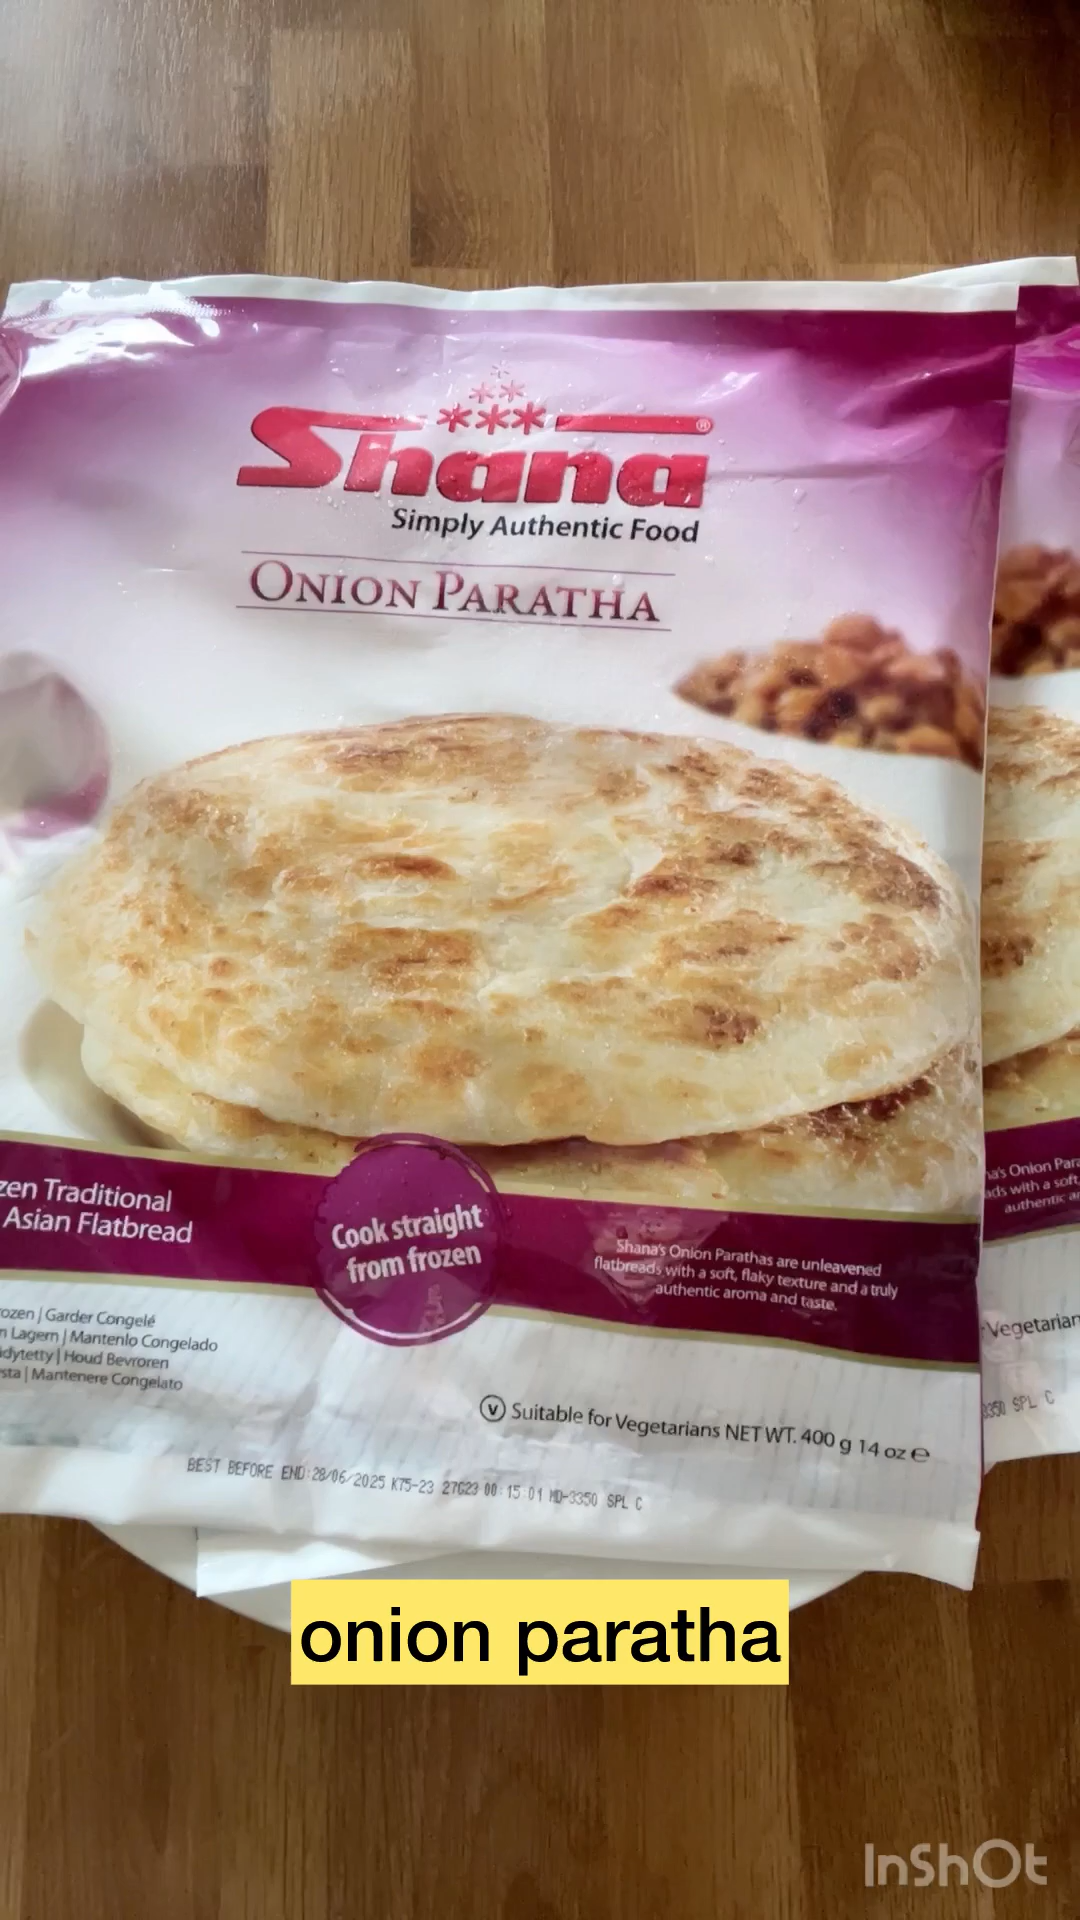 Shana®
Simply Authentic Food
ONION PARATHA
zen Traditional
Asian Flatbread
Cook straight
from frozen
Shana's Onion Parathas are unleavened
flatbreads with a soft, flaky texture and a truly
authentic aroma and taste.
ozen | Garder Congelé
n Lagern | Mantenlo Congelado
idytetty | Houd Bevroren
sta | Mantenere Congelato
V Suitable for Vegetarians NET WT. 400 g 14 oz e
BEST BEFORE END:28/06/2025 K75-23 27G23 00:15:01 MD-3350 SPL C
na's Onion Para
ads with a soft,
authentic ar
Vegetarian
3350 SPL C
onion paratha
InShOt